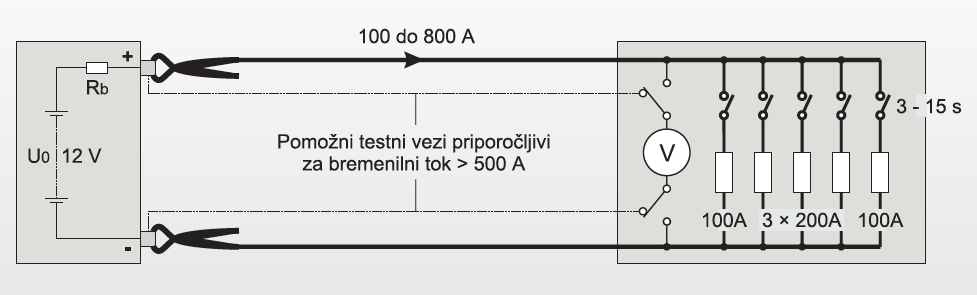 100 do 800 A
+
Rb
U0 12 V
Pomožni testni vezi priporočljivi
za bremenilni tok > 500 A
V
3 - 15 s
100A 3 × 200A 100A
-